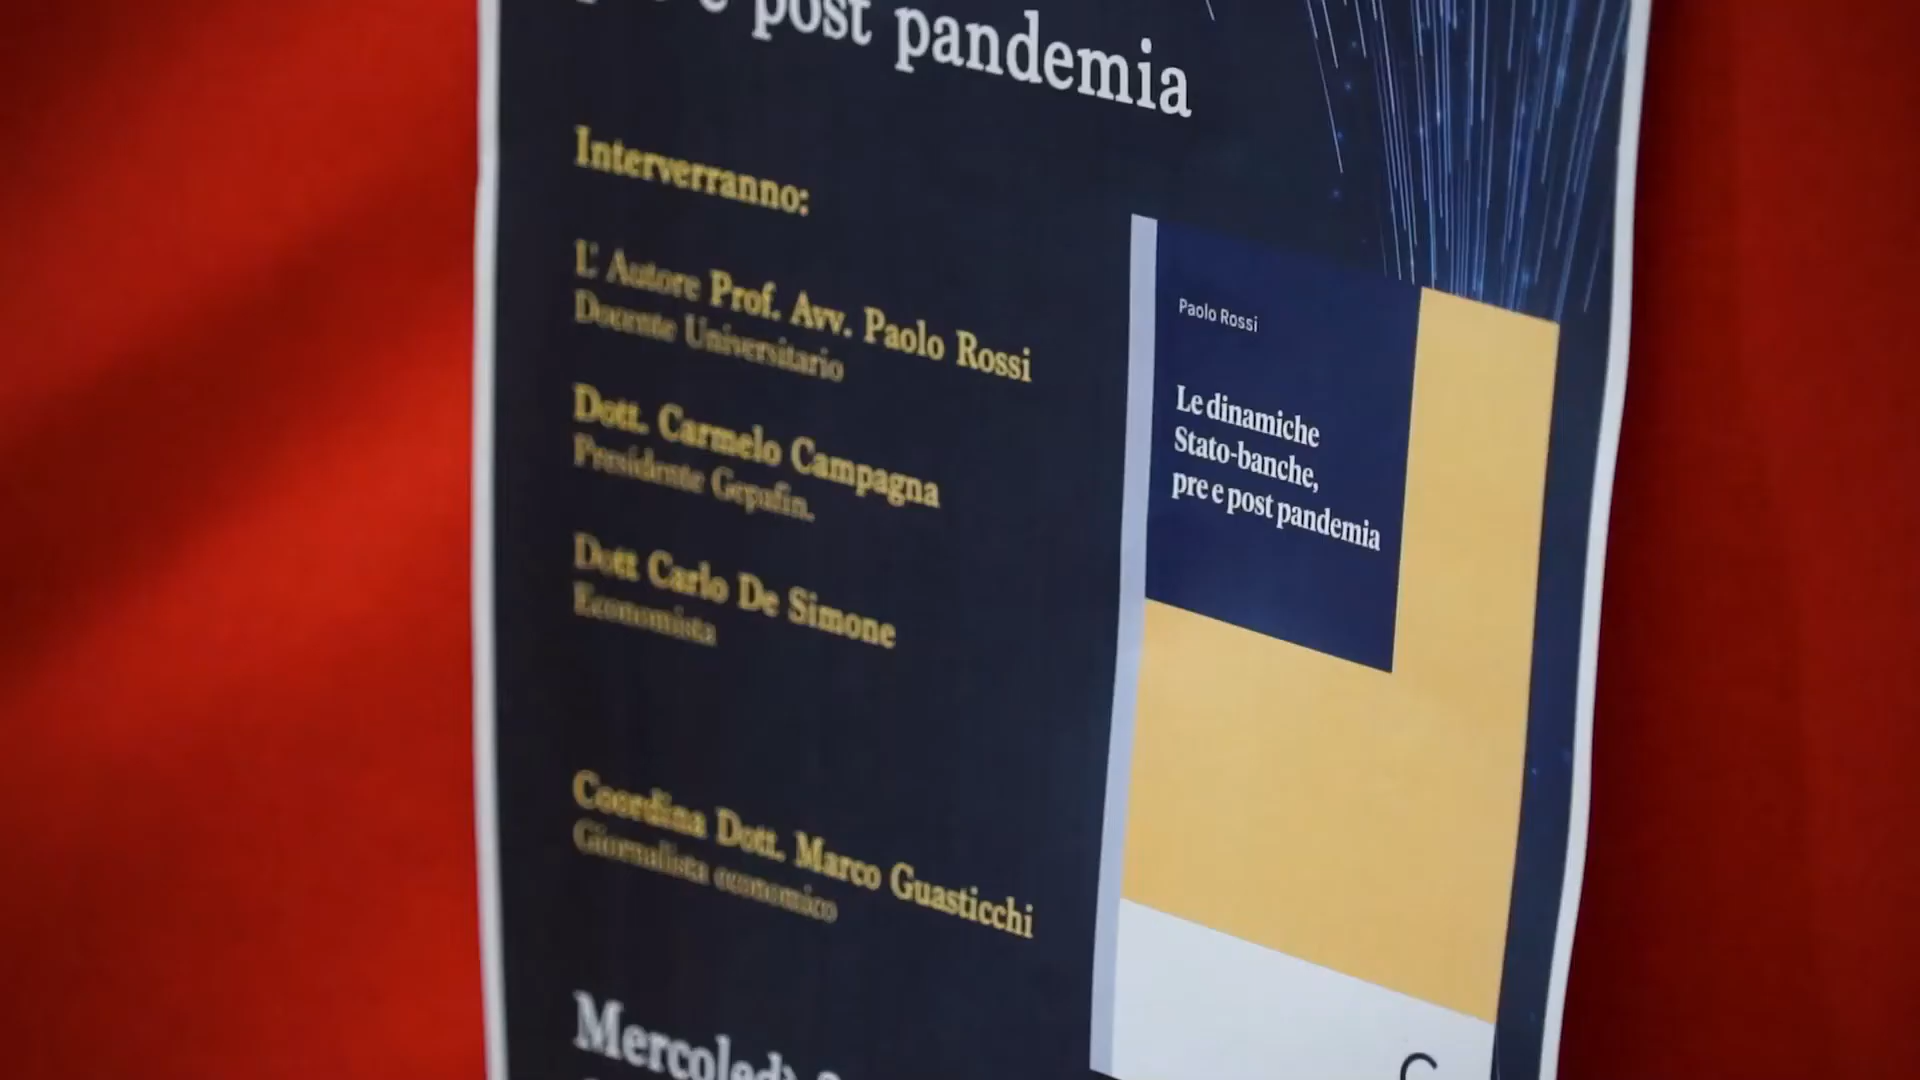 e post pandemia
Interverranno:
L' Autore Prof. Avv. Paolo Rossi
Docente Universitario
Dott. Carmelo Campagna
Presidente Gepafin.
Dott Carlo De Simone
Economista
Coordina Dott. Marco Guasticchi
Giornalista economico
Mercoledì
Paolo Rossi
Le dinamiche
Stato-banche,
pre e post pandemia